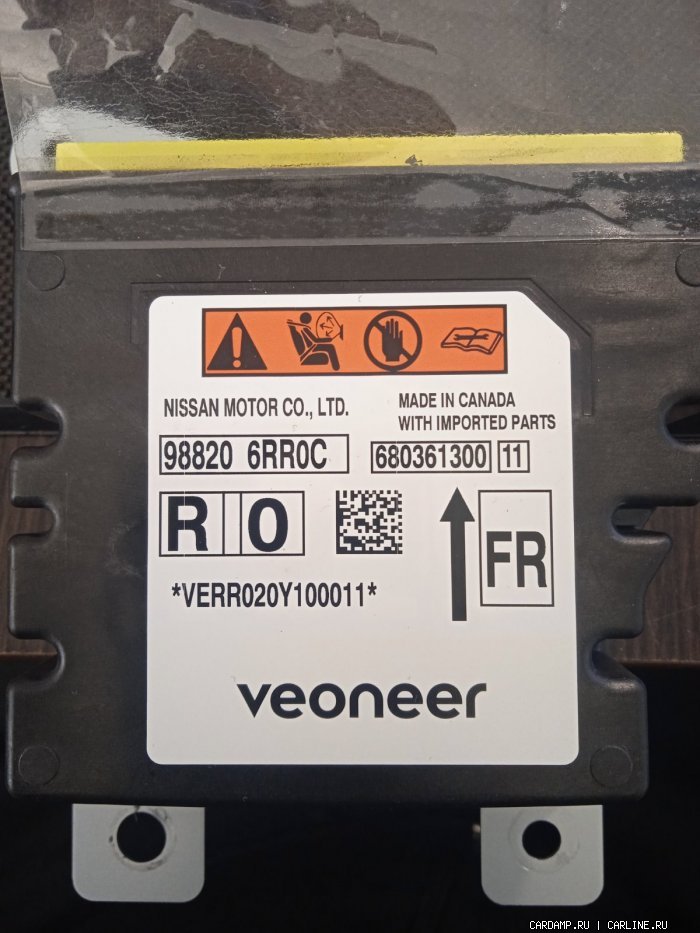 NISSAN MOTOR CO., LTD.
MADE IN CANADA
WITH IMPORTED PARTS
98820 6RR0C
680361300 11
R 0
FR
*VERR020Y100011*
veoneer
CARDAMP.RU | CARLINE.RU